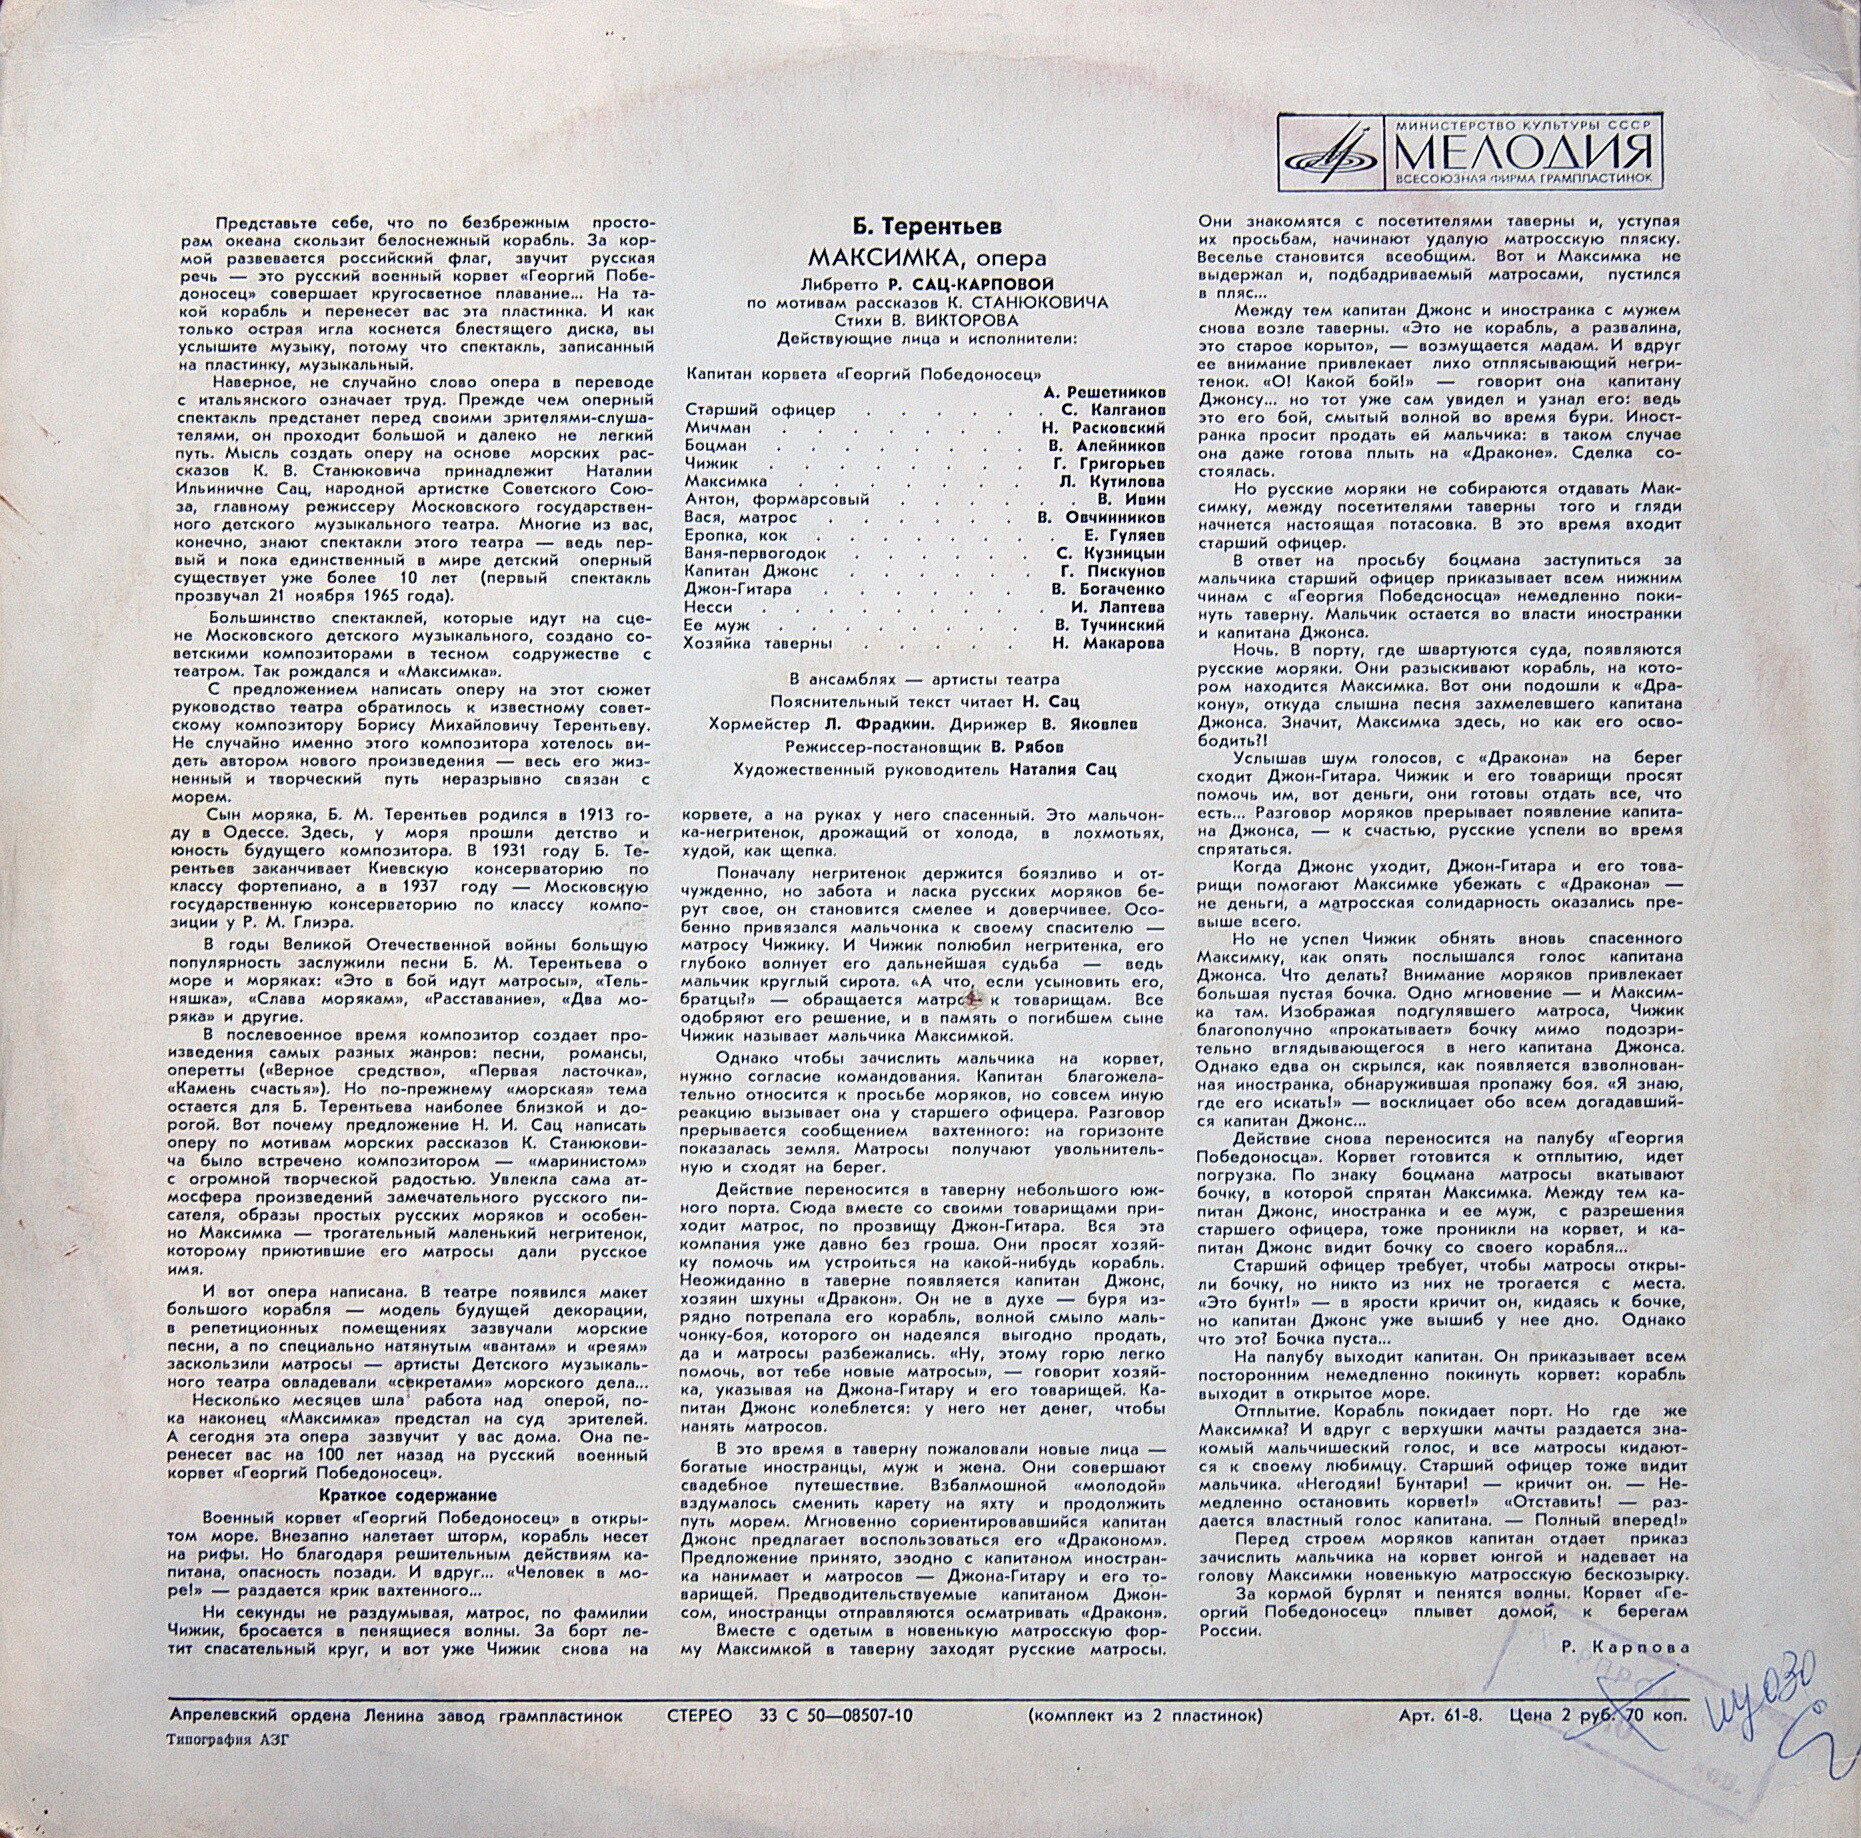 МИНИСТЕРСТВО КУЛЬТУРЫ СССР
МЕЛОДИЯ
ВСЕСОЮЗНАЯ ФИРМА ГРАМПЛАСТИНОК
Представьте себе, что по безбрежным просто-
рам океана скользит белоснежный корабль. За кор-
мой развевается российский флаг, звучит русская
речь — это русский военный корвет «Георгий Побе-
доносец» совершает кругосветное плавание... На та-
кой корабль и перенесет вас эта пластинка. И как
только острая игла коснется блестящего диска, вы
услышите музыку, потому что спектакль, записанный
на пластинку, музыкальный.
Наверное, не случайно слово опера в переводе
с итальянского означает труд. Прежде чем оперный
спектакль предстанет перед своими зрителями-слуша-
телями, он проходит большой и далеко не легкий
путь. Мысль создать оперу на основе морских рас-
сказов К. В. Станюковича принадлежит Наталии
Ильиничне Сац, народной артистке Советского Сою-
за, главному режиссеру Московского государствен-
ного детского музыкального театра. Многие из вас,
конечно, знают спектакли этого театра — ведь пер-
вый и пока единственный в мире детский оперный
существует уже более 10 лет (первый спектакль
прозвучал 21 ноября 1965 года).
Большинство спектаклей, которые идут на сце-
не Московского детского музыкального, создано со-
ветскими композиторами в тесном содружестве с
театром. Так рождался и «Максимка».
С предложением написать оперу на этот сюжет
руководство театра обратилось к известному совет-
скому композитору Борису Михайловичу Терентьеву.
Не случайно именно этого композитора хотелось ви-
деть автором нового произведения — весь его жиз-
ненный и творческий путь неразрывно связан с
морем.
Сын моряка, Б. М. Терентьев родился в 1913 го-
ду в Одессе. Здесь, у моря прошли детство и
юность будущего композитора. В 1931 году Б. Те-
рентьев заканчивает Киевскую консерваторию по
классу фортепиано, а в 1937 году — Московскую
государственную консерваторию по классу компо-
зиции у Р. М. Глиэра.
В годы Великой Отечественной войны большую
популярность заслужили песни Б. М. Терентьева о
море и моряках: «Это в бой идут матросы», «Тель-
няшка», «Слава морякам», «Расставание», «Два мо-
ряка» и другие.
В послевоенное время композитор создает про-
изведения самых разных жанров: песни, романсы,
оперетты («Верное средство», «Первая ласточка»,
«Камень счастья»). Но по-прежнему «морская» тема
остается для Б. Терентьева наиболее близкой и до-
рогой. Вот почему предложение Н. И. Сац написать
оперу по мотивам морских рассказов К. Станюкови-
ча было встречено композитором — «маринистом»
с огромной творческой радостью. Увлекла сама ат-
мосфера произведений замечательного русского пи-
сателя, образы простых русских моряков и особен-
но Максимка — трогательный маленький негритенок,
которому приютившие его матросы дали русское
имя.
И вот опера написана. В театре появился макет
большого корабля — модель будущей декорации,
в репетиционных помещениях зазвучали морские
песни, а по специально натянутым «вантам» и «реям»
заскользили матросы — артисты Детского музыкаль-
ного театра овладевали «секретами» морского дела...
Несколько месяцев шла работа над оперой, по-
ка наконец «Максимка» предстал на суд зрителей.
А сегодня эта опера зазвучит у вас дома. Она пе-
ренесет вас на 100 лет назад на русский военный
корвет «Георгий Победоносец».
Краткое содержание
Военный корвет «Георгий Победоносец» в откры-
том море. Внезапно налетает шторм, корабль несет
на рифы. Но благодаря решительным действиям ка-
питана, опасность позади. И вдруг... «Человек в мо-
ре!» — раздается крик вахтенного...
Ни секунды не раздумывая, матрос, по фамилии
Чижик, бросается в пенящиеся волны. За борт ле-
тит спасательный круг, и вот уже Чижик снова на
Б. Терентьев
МАКСИМКА, опера
Либретто Р. САЦ-КАРПОВОЙ
по мотивам рассказов К. СТАНЮКОВИЧА
Стихи В. ВИКТОРОВА
Действующие лица и исполнители:
Капитан корвета «Георгий Победоносец»
А. Решетников
Старший офицер . . . . . . С. Калганов
Мичман . . . . . . Н. Расковский
Боцман . . . . . . . В. Алейников
Чижик . . . . . . . Г. Григорьев
Максимка . . . . . . . Л. Кутилова
Антон, формарсовый . . . . . В. Ивин
Вася, матрос . . . . . . В. Овчинников
Еропка, кок . . . . . . . Е. Гуляев
Ваня-первогодок . . . . . С. Кузницын
Капитан Джонс . . . . . Г. Пискунов
Джон-Гитара . . . . . . В. Богаченко
Несси . . . . . . . . И. Лаптева
Ее муж . . . . . . . В. Тучинский
Хозяйка таверны . . . . . Н. Макарова
В ансамблях — артисты театра
Пояснительный текст читает Н. Сац
Хормейстер Л. Фрадкин. Дирижер В. Яковлев
Режиссер-постановщик В. Рябов
Художественный руководитель Наталия Сац
корвете, а на руках у него спасенный. Это мальчон-
ка-негритенок, дрожащий от холода, в лохмотьях,
худой, как щепка.
Поначалу негритенок держится боязливо и от-
чужденно, но забота и ласка русских моряков бе-
рут свое, он становится смелее и доверчивее. Осо-
бенно привязался мальчонка к своему спасителю —
матросу Чижику. И Чижик полюбил негритенка, его
глубоко волнует его дальнейшая судьба — ведь
мальчик круглый сирота. «А что, если усыновить его,
братцы?» — обращается матрос к товарищам. Все
одобряют его решение, и в память о погибшем сыне
Чижик называет мальчика Максимкой.
Однако чтобы зачислить мальчика на корвет,
нужно согласие командования. Капитан благожела-
тельно относится к просьбе моряков, но совсем иную
реакцию вызывает она у старшего офицера. Разговор
прерывается сообщением вахтенного: на горизонте
показалась земля. Матросы получают увольнитель-
ную и сходят на берег.
Действие переносится в таверну небольшого юж-
ного порта. Сюда вместе со своими товарищами при-
ходит матрос, по прозвищу Джон-Гитара. Вся эта
компания уже давно без гроша. Они просят хозяй-
ку помочь им устроиться на какой-нибудь корабль.
Неожиданно в таверне появляется капитан Джонс,
хозяин шхуны «Дракон». Он не в духе — буря из-
рядно потрепала его корабль, волной смыло маль-
чонку-боя, которого он надеялся выгодно продать,
да и матросы разбежались. «Ну, этому горю легко
помочь, вот тебе новые матросы», — говорит хозяй-
ка, указывая на Джона-Гитару и его товарищей. Ка-
питан Джонс колеблется: у него нет денег, чтобы
нанять матросов.
В это время в таверну пожаловали новые лица —
богатые иностранцы, муж и жена. Они совершают
свадебное путешествие. Взбалмошной «молодой»
вздумалось сменить карету на яхту и продолжить
путь морем. Мгновенно сориентировавшийся капитан
Джонс предлагает воспользоваться его «Драконом».
Предложение принято, заодно с капитаном иностран-
ка нанимает и матросов — Джона-Гитару и его то-
варищей. Предводительствуемые капитаном Джон-
сом, иностранцы отправляются осматривать «Дракон».
Вместе с одетым в новенькую матросскую фор-
му Максимкой в таверну заходят русские матросы.
Они знакомятся с посетителями таверны и, уступая
их просьбам, начинают удалую матросскую пляску.
Веселье становится всеобщим. Вот и Максимка не
выдержал и, подбадриваемый матросами, пустился
в пляс...
Между тем капитан Джонс и иностранка с мужем
снова возле таверны. «Это не корабль, а развалина,
это старое корыто», — возмущается мадам. И вдруг
ее внимание привлекает лихо отплясывающий негри-
тенок. «О! Какой бой!» — говорит она капитану
Джонсу... но тот уже сам увидел и узнал его: ведь
это его бой, смытый волной во время бури. Иност-
ранка просит продать ей мальчика: в таком случае
она даже готова плыть на «Драконе». Сделка со-
стоялась.
Но русские моряки не собираются отдавать Мак-
симку, между посетителями таверны того и гляди
начнется настоящая потасовка. В это время входит
старший офицер.
В ответ на просьбу боцмана заступиться за
мальчика старший офицер приказывает всем нижним
чинам с «Георгия Победоносца» немедленно поки-
нуть таверну. Мальчик остается во власти иностранки
и капитана Джонса.
Ночь. В порту, где швартуются суда, появляются
русские моряки. Они разыскивают корабль, на кото-
ром находится Максимка. Вот они подошли к «Дра-
кону», откуда слышна песня захмелевшего капитана
Джонса. Значит, Максимка здесь, но как его осво-
бодить?!
Услышав шум голосов, с «Дракона» на берег
сходит Джон-Гитара. Чижик и его товарищи просят
помочь им, вот деньги, они готовы отдать все, что
есть... Разговор моряков прерывает появление капита-
на Джонса, — к счастью, русские успели во время
спрятаться.
Когда Джонс уходит, Джон-Гитара и его това-
рищи помогают Максимке убежать с «Дракона» —
не деньги, а матросская солидарность оказались пре-
выше всего.
Но не успел Чижик обнять вновь спасенного
Максимку, как опять послышался голос капитана
Джонса. Что делать? Внимание моряков привлекает
большая пустая бочка. Одно мгновение — и Максим-
ка там. Изображая подгулявшего матроса, Чижик
благополучно «прокатывает» бочку мимо подозри-
тельно вглядывающегося в него капитана Джонса.
Однако едва он скрылся, как появляется взволнован-
ная иностранка, обнаружившая пропажу боя. «Я знаю,
где его искать!» — восклицает обо всем догадавший-
ся капитан Джонс...
Действие снова переносится на палубу «Георгия
Победоносца». Корвет готовится к отплытию, идет
погрузка. По знаку боцмана матросы вкатывают
бочку, в которой спрятан Максимка. Между тем ка-
питан Джонс, иностранка и ее муж, с разрешения
старшего офицера, тоже проникли на корвет, и ка-
питан Джонс видит бочку со своего корабля...
Старший офицер требует, чтобы матросы откры-
ли бочку, но никто из них не трогается с места.
«Это бунт!» — в ярости кричит он, кидаясь к бочке,
но капитан Джонс уже вышиб у нее дно. Однако
что это? Бочка пуста...
На палубу выходит капитан. Он приказывает всем
посторонним немедленно покинуть корвет: корабль
выходит в открытое море.
Отплытие. Корабль покидает порт. Но где же
Максимка? И вдруг с верхушки мачты раздается зна-
комый мальчишеский голос, и все матросы кидают-
ся к своему любимцу. Старший офицер тоже видит
мальчика. «Негодяи! Бунтари! — кричит он. — Не-
медленно остановить корвет!» «Отставить! — раз-
дается властный голос капитана. — Полный вперед!»
Перед строем моряков капитан отдает приказ
зачислить мальчика на корвет юнгой и надевает на
голову Максимки новенькую матросскую бескозырку.
За кормой бурлят и пенятся волны. Корвет «Ге-
оргий Победоносец» плывет домой, к берегам
России.
Р. Карпова
Апрелевский ордена Ленина завод грампластинок СТЕРЕО 33 С 50—08507-10 (комплект из 2 пластинок) Арт. 61-8. Цена 2 руб. 70 коп.
Типография АЗГ